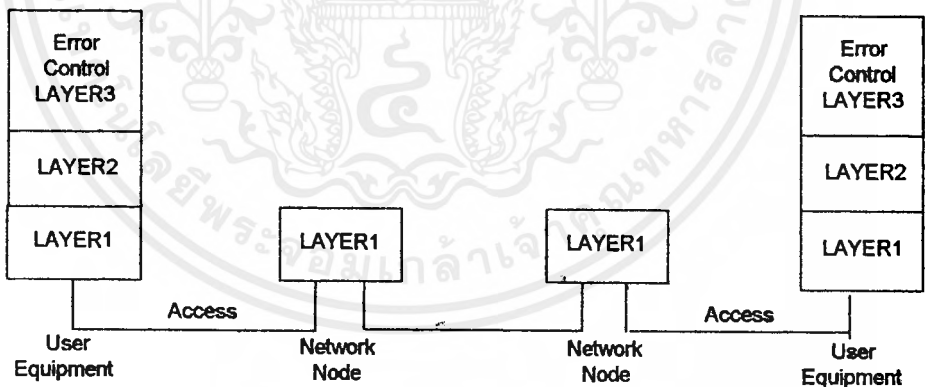 Error
Control
LAYER3
LAYER2
LAYER1
Error
Control
LAYER3
LAYER2
LAYER1
LAYER1
LAYER1
Access
Access
User
Equipment
Network
Node
Network
Node
User
Equipment